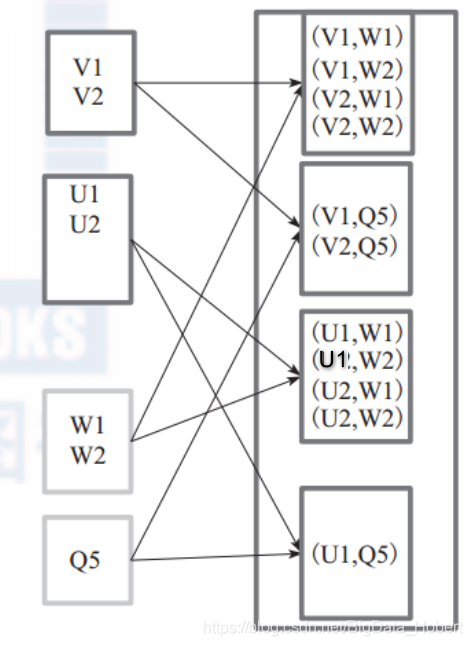 V1
V2
U1
U2
W1
W2
Q5
(V1,W1)
(V1,W2)
(V2,W1)
(V2,W2)
(V1,Q5)
(V2,Q5)
(U1,W1)
(U1,W2)
(U2,W1)
(U2,W2)
(U1,Q5)
OKS
https://blog.csdn.net/BigData_Hobert